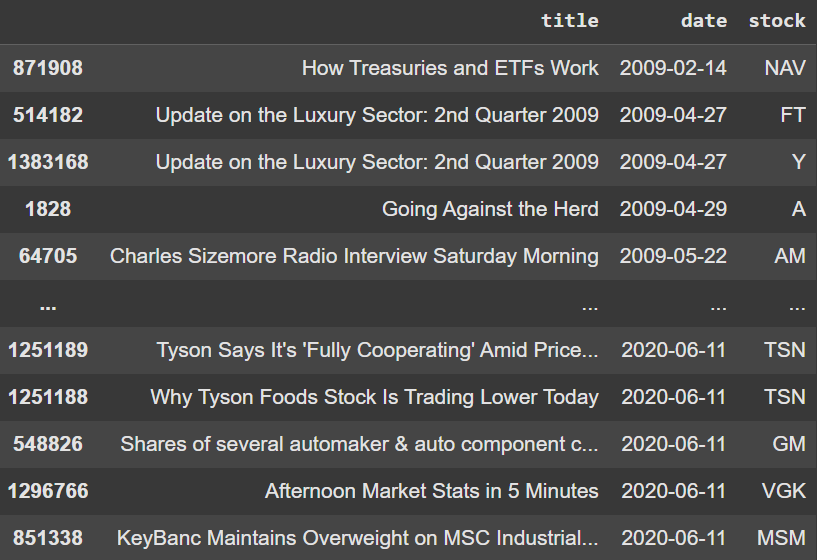 title date stock
871908 How Treasuries and ETFs Work 2009-02-14 NAV
514182 Update on the Luxury Sector: 2nd Quarter 2009 2009-04-27 FT
1383168 Update on the Luxury Sector: 2nd Quarter 2009 2009-04-27 Y
1828 Going Against the Herd 2009-04-29 A
64705 Charles Sizemore Radio Interview Saturday Morning 2009-05-22 AM
... ... ... ...
1251189 Tyson Says It's 'Fully Cooperating' Amid Price... 2020-06-11 TSN
1251188 Why Tyson Foods Stock Is Trading Lower Today 2020-06-11 TSN
548826 Shares of several automaker & auto component c... 2020-06-11 GM
1296766 Afternoon Market Stats in 5 Minutes 2020-06-11 VGK
851338 KeyBanc Maintains Overweight on MSC Industrial... 2020-06-11 MSM